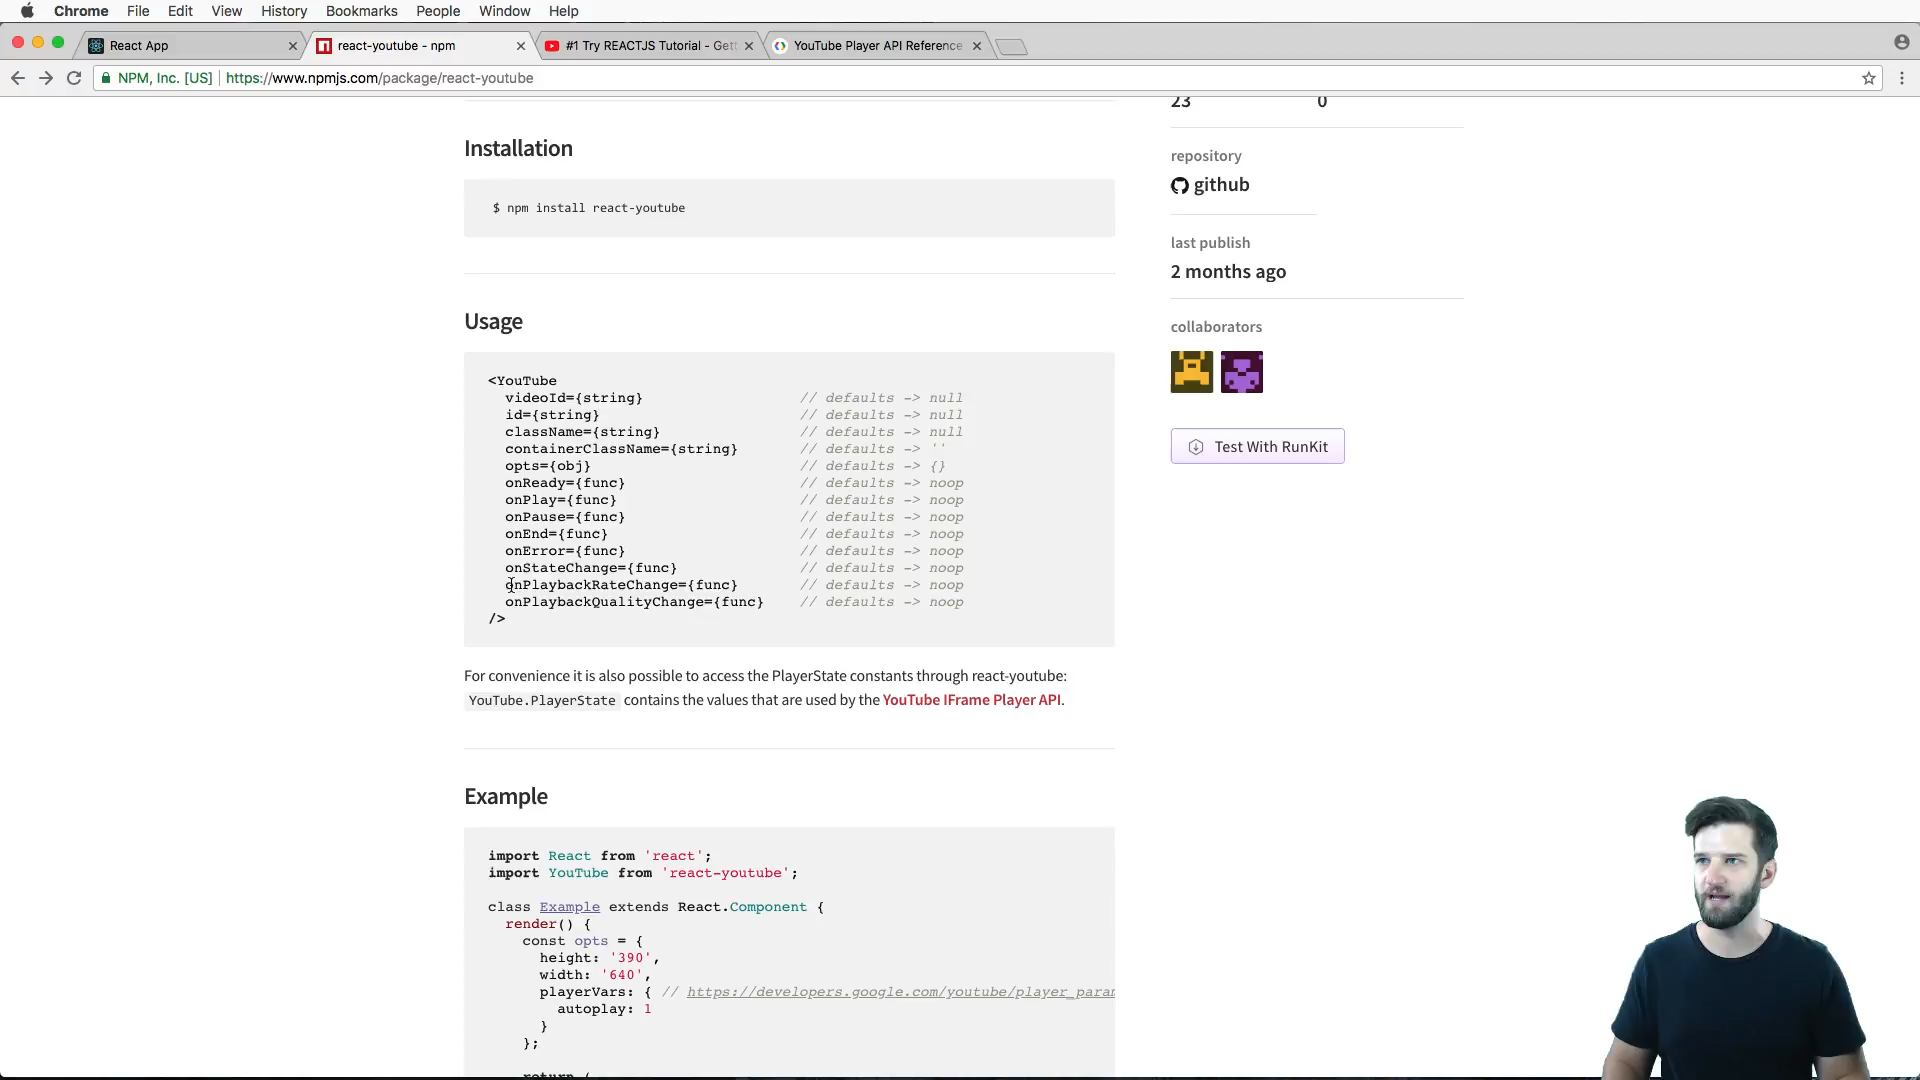 Chrome File Edit View History Bookmarks People Window Help
React App
react-youtube - npm
#1 Try REACTJS Tutorial - Gett
YouTube Player API Reference
NPM, Inc. [US] https://www.npmjs.com/package/react-youtube
23 0
Installation
$ npm install react-youtube
Usage
<YouTube
videoId={string} // defaults -> null
id={string} // defaults -> null
className={string} // defaults -> null
containerClassName={string} // defaults -> ''
opts={obj} // defaults -> {}
onReady={func} // defaults -> noop
onPlay={func} // defaults -> noop
onPause={func} // defaults -> noop
onEnd={func} // defaults -> noop
onError={func} // defaults -> noop
onStateChange={func} // defaults -> noop
onPlaybackRateChange={func} // defaults -> noop
onPlaybackQualityChange={func} // defaults -> noop
/>
For convenience it is also possible to access the PlayerState constants through react-youtube:
YouTube.PlayerState contains the values that are used by the YouTube IFrame Player API.
Example
import React from 'react';
import YouTube from 'react-youtube';
class Example extends React.Component {
render() {
const opts = {
height: '390',
width: '640',
playerVars: { // https://developers.google.com/youtube/player_param
autoplay: 1
}
};
return (
repository
github
last publish
2 months ago
collaborators
Test With RunKit